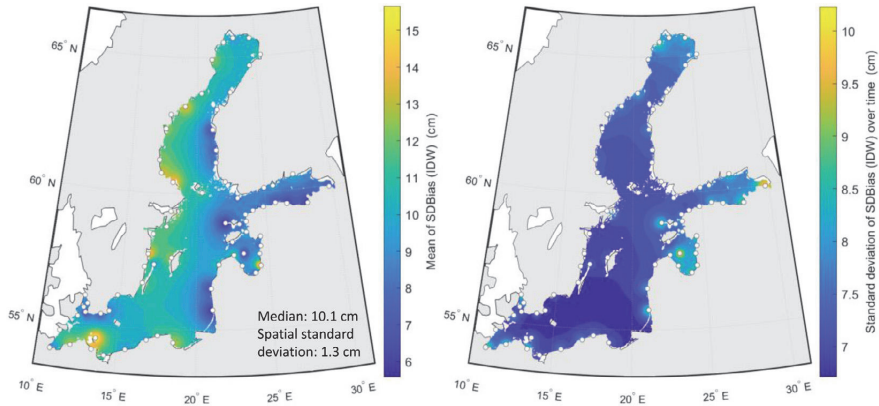 65° N
60° N
55° N
10° E
15° E
20° E
25° E
30° E
Median: 10.1 cm
Spatial standard
deviation: 1.3 cm
15
14
13
12
11
10
9
8
7
6
Mean of SDBias (IDW) (cm)
65° N
60° N
55° N
10° E
15° E
20° E
25° E
30° E
10
9.5
9
8.5
8
7.5
7
Standard deviation of SDBias (IDW) over time (cm)